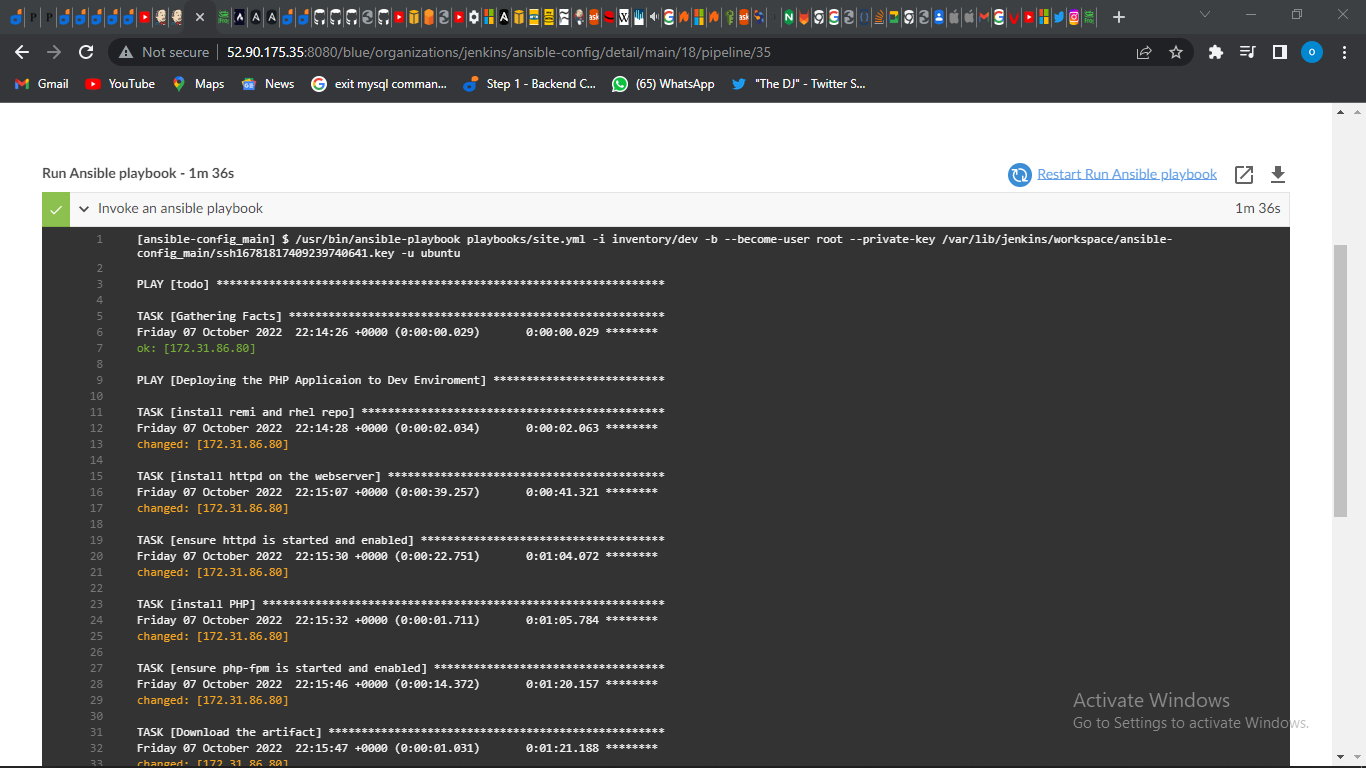 Not secure | 52.90.175.35:8080/blue/organizations/jenkins/ansible-config/detail/main/18/pipeline/35
Gmail YouTube Maps News exit mysql comman... Step 1 - Backend C... (65) WhatsApp "The DJ" - Twitter S...
Run Ansible playbook - 1m 36s Restart Run Ansible playbook
Invoke an ansible playbook 1m 36s
1 [ansible-config_main] $ /usr/bin/ansible-playbook playbooks/site.yml -i inventory/dev -b --become-user root --private-key /var/lib/jenkins/workspace/ansible-
config_main/ssh16781817409239740641.key -u ubuntu
2
3 PLAY [todo] ********************************************************************
4
5 TASK [Gathering Facts] *********************************************************
6 Friday 07 October 2022  22:14:26 +0000 (0:00:00.029)       0:00:00.029 ********
7 ok: [172.31.86.80]
8
9 PLAY [Deploying the PHP Applicaion to Dev Enviroment] **************************
10
11 TASK [install remi and rhel repo] **********************************************
12 Friday 07 October 2022  22:14:28 +0000 (0:00:02.034)       0:00:02.063 ********
13 changed: [172.31.86.80]
14
15 TASK [install httpd on the webserver] ******************************************
16 Friday 07 October 2022  22:15:07 +0000 (0:00:39.257)       0:00:41.321 ********
17 changed: [172.31.86.80]
18
19 TASK [ensure httpd is started and enabled] *************************************
20 Friday 07 October 2022  22:15:30 +0000 (0:00:22.751)       0:01:04.072 ********
21 changed: [172.31.86.80]
22
23 TASK [install PHP] *************************************************************
24 Friday 07 October 2022  22:15:32 +0000 (0:00:01.711)       0:01:05.784 ********
25 changed: [172.31.86.80]
26
27 TASK [ensure php-fpm is started and enabled] ***********************************
28 Friday 07 October 2022  22:15:46 +0000 (0:00:14.372)       0:01:20.157 ********
29 changed: [172.31.86.80]
30
31 TASK [Download the artifact] ***************************************************
32 Friday 07 October 2022  22:15:47 +0000 (0:00:01.031)       0:01:21.188 ********
33 changed: [172.31.86.80]
Activate Windows
Go to Settings to activate Windows.